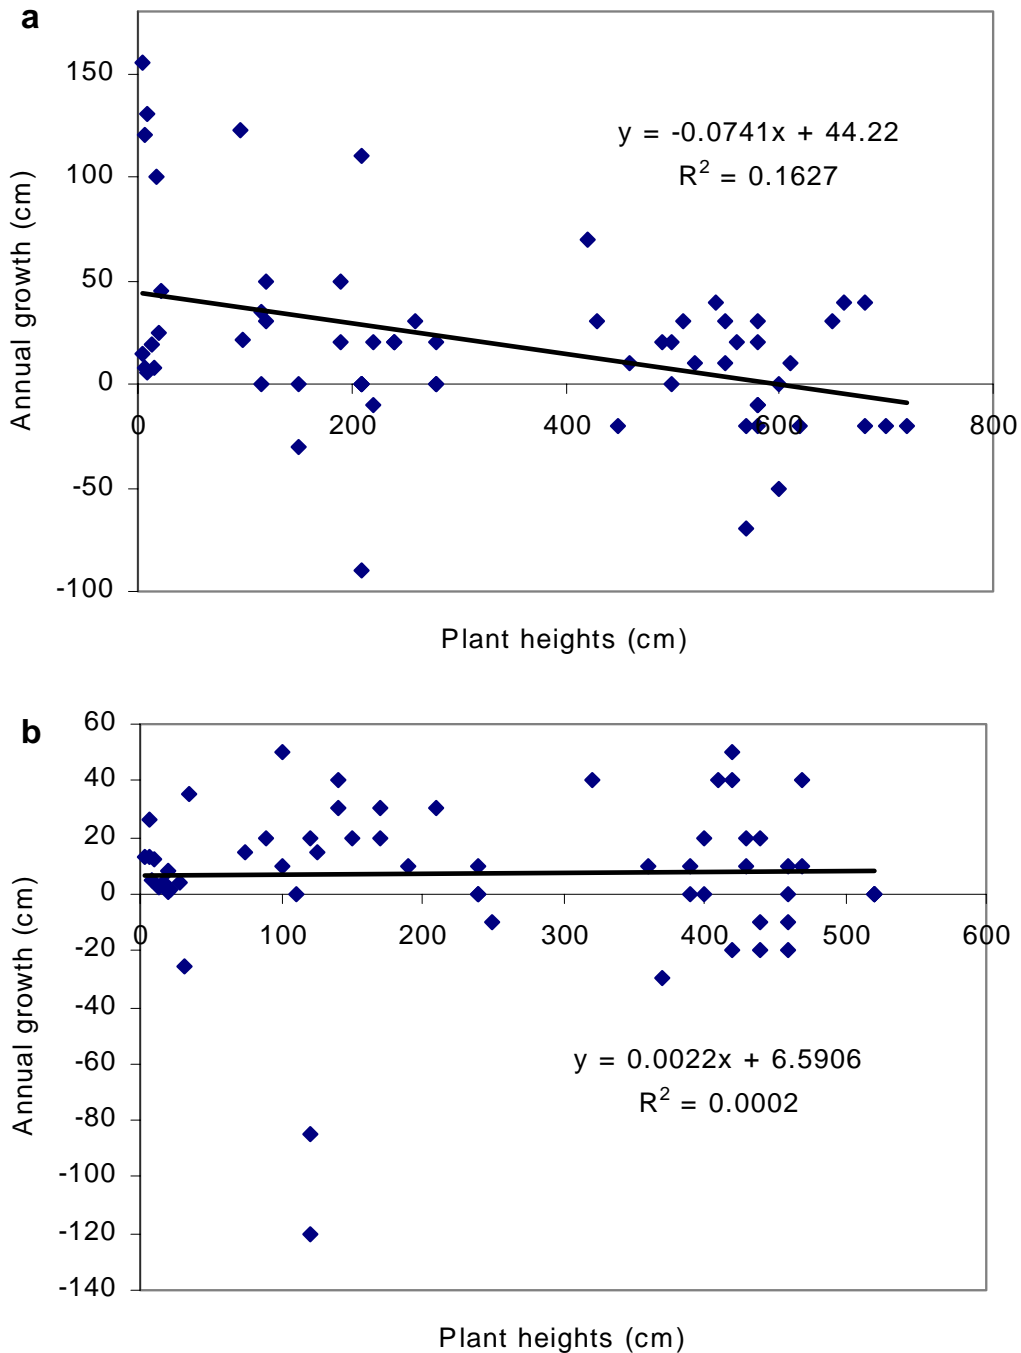 a
150
100
50
0
-50
-100
0 200 400 600 800
Annual growth (cm)
y = -0.0741x + 44.22
R² = 0.1627
Plant heights (cm)
b
60
40
20
0
-20
-40
-60
-80
-100
-120
-140
0 100 200 300 400 500 600
Annual growth (cm)
y = 0.0022x + 6.5906
R² = 0.0002
Plant heights (cm)